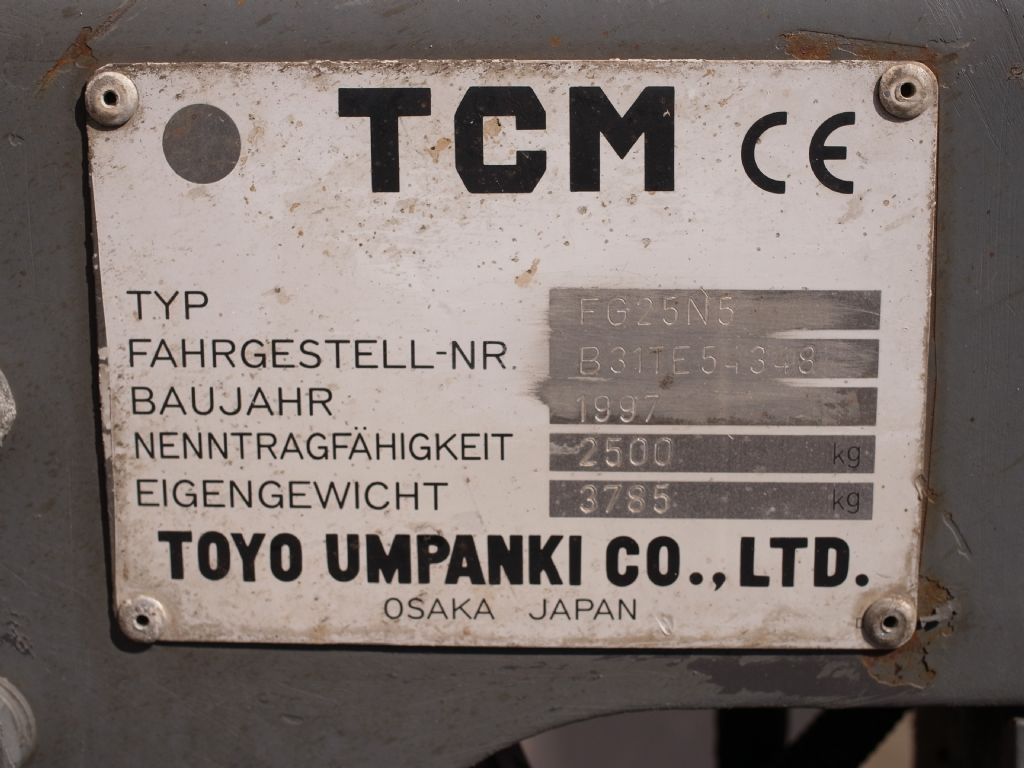 TCM CE
TYP FG25N5
FAHRGESTELL-NR.
BAUJAHR 1997
NENNTRAGFÄHIGKEIT 2500 kg
EIGENGEWICHT 3785 kg
TOYO UMPANKI CO., LTD.
OSAKA JAPAN